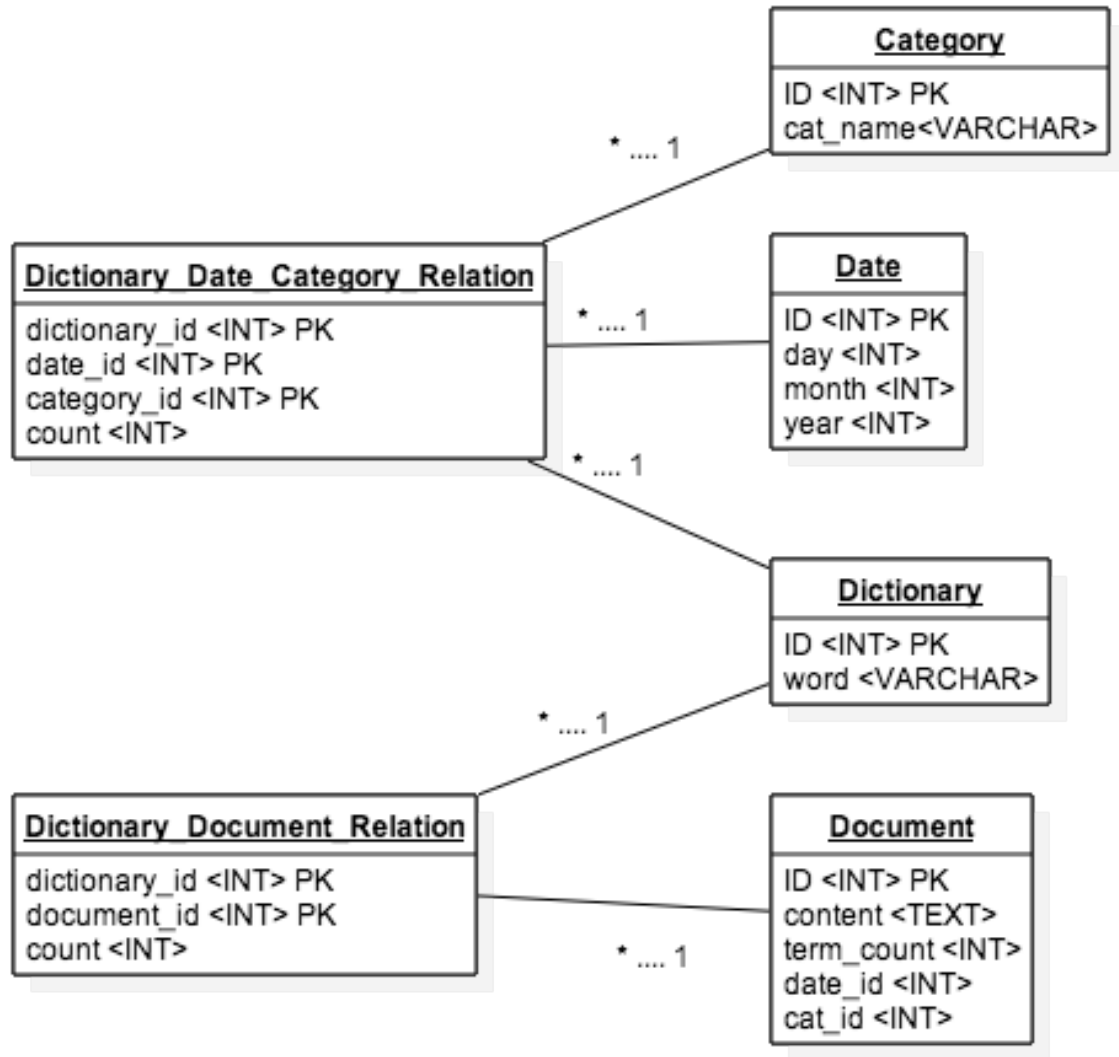 Category
ID <INT> PK
cat_name<VARCHAR>
* .... 1
Dictionary_Date_Category_Relation
dictionary_id <INT> PK
date_id <INT> PK
category_id <INT> PK
count <INT>
* .... 1
Date
ID <INT> PK
day <INT>
month <INT>
year <INT>
* .... 1
Dictionary
ID <INT> PK
word <VARCHAR>
* .... 1
Dictionary_Document_Relation
dictionary_id <INT> PK
document_id <INT> PK
count <INT>
* .... 1
Document
ID <INT> PK
content <TEXT>
term_count <INT>
date_id <INT>
cat_id <INT>